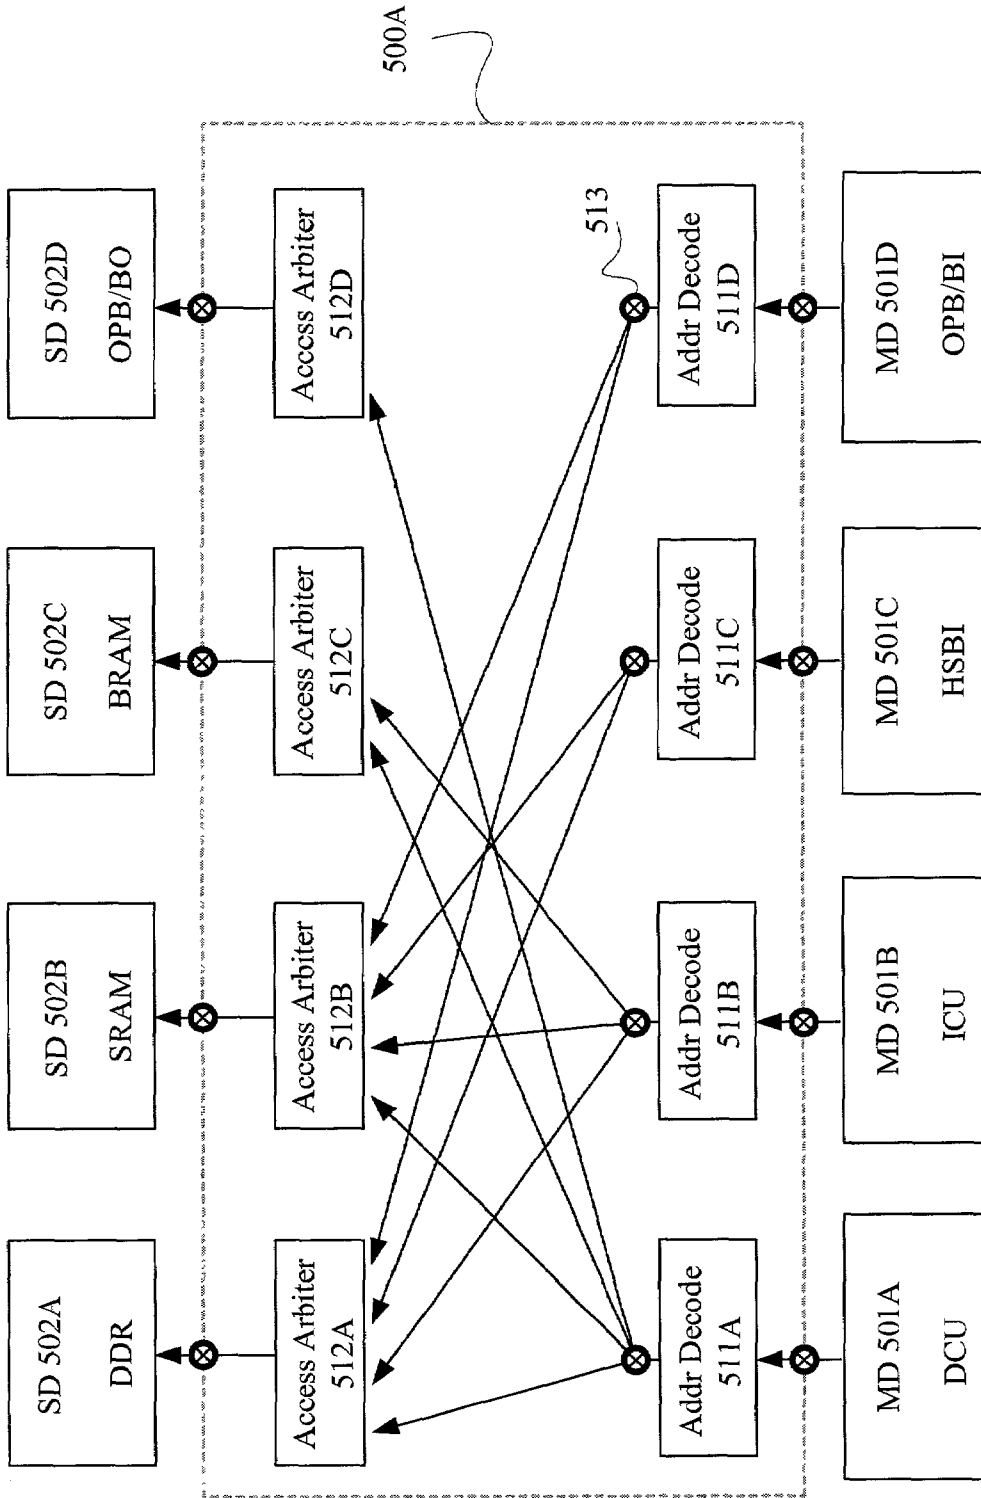 SD 502A
DDR
SD 502B
SRAM
SD 502C
BRAM
SD 502D
OPB/BO
Access Arbiter
512A
Access Arbiter
512B
Access Arbiter
512C
Access Arbiter
512D
500A
513
Addr Decode
511A
Addr Decode
511B
Addr Decode
511C
Addr Decode
511D
MD 501A
DCU
MD 501B
ICU
MD 501C
HSBI
MD 501D
OPB/BI